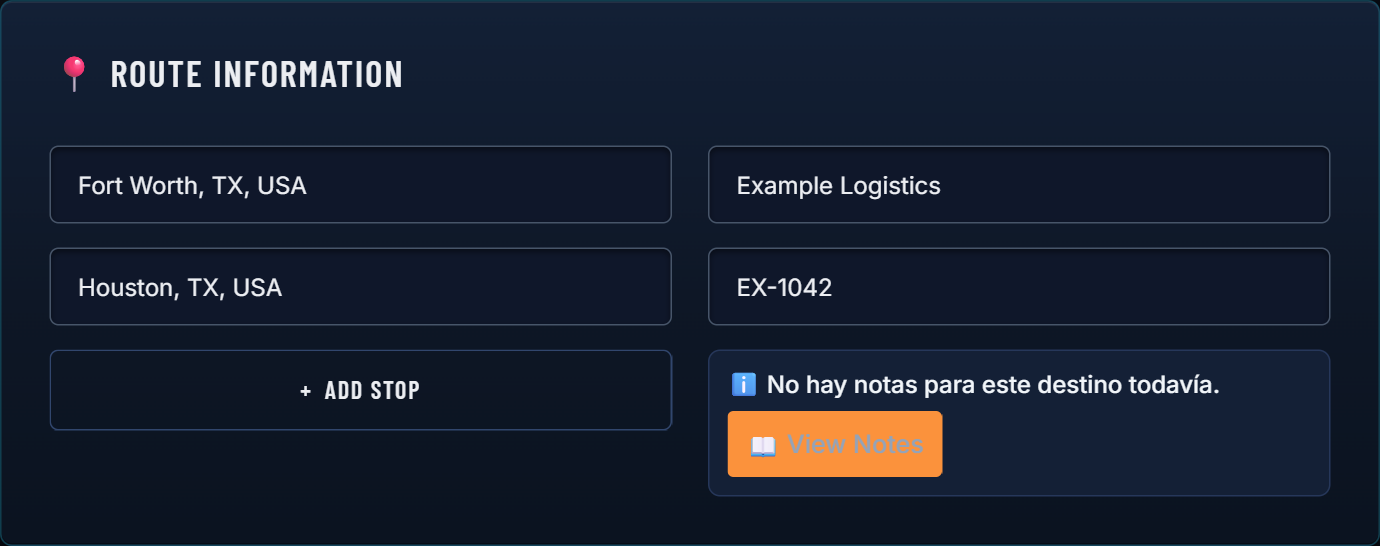 ROUTE INFORMATION
Fort Worth, TX, USA
Example Logistics
Houston, TX, USA
EX-1042
+ ADD STOP
No hay notas para este destino todavía.
View Notes